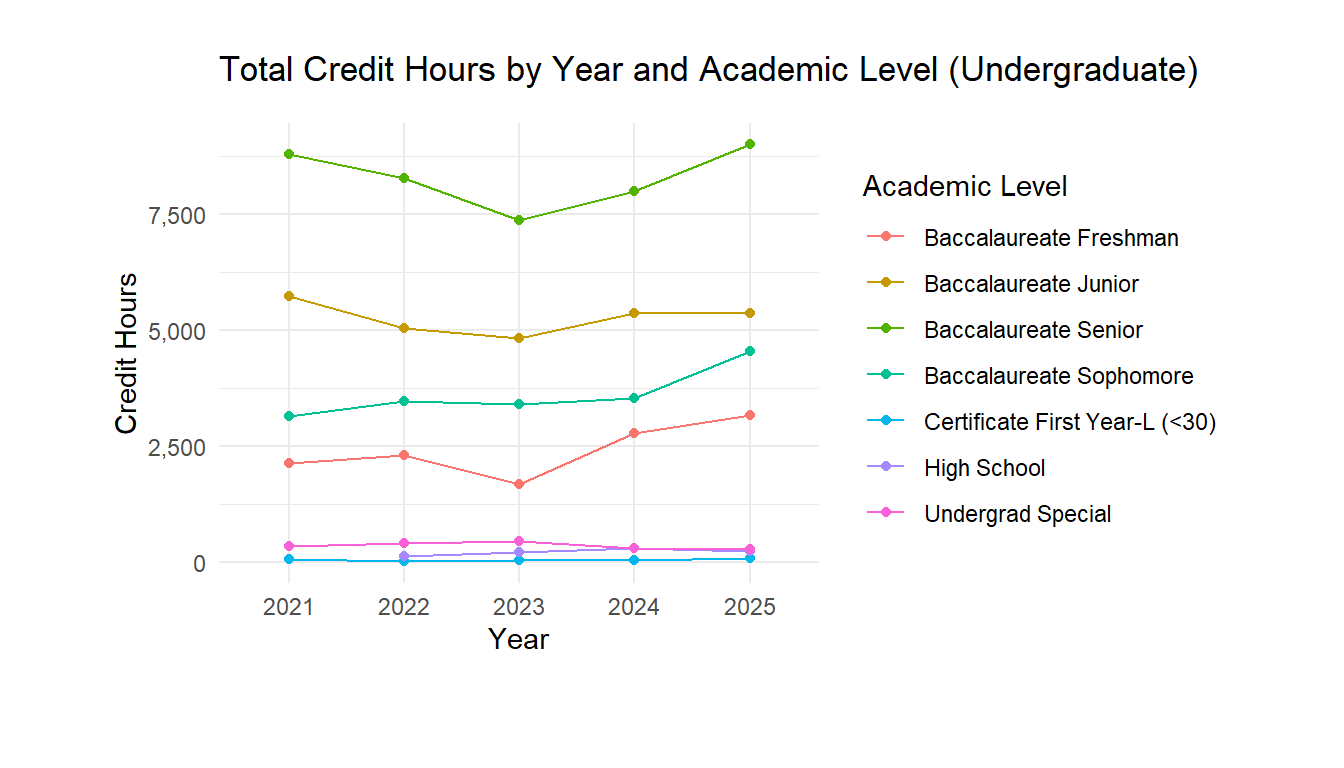 Total Credit Hours by Year and Academic Level (Undergraduate)
7,500
5,000
2,500
0
Credit Hours
2021 2022 2023 2024 2025
Year
Academic Level
Baccalaureate Freshman
Baccalaureate Junior
Baccalaureate Senior
Baccalaureate Sophomore
Certificate First Year-L (<30)
High School
Undergrad Special